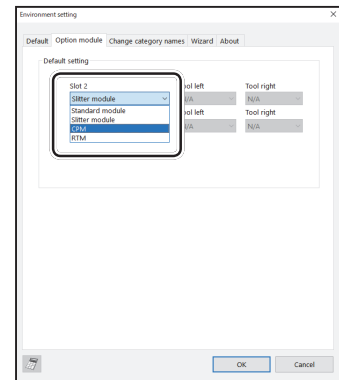 Environment setting
Default Option module Change category names Wizard About
Default setting
Slot 2 ool left Tool right
Slitter module /A N/A
Standard module ool left Tool right
Slitter module /A N/A
CPM
RTM
OK Cancel